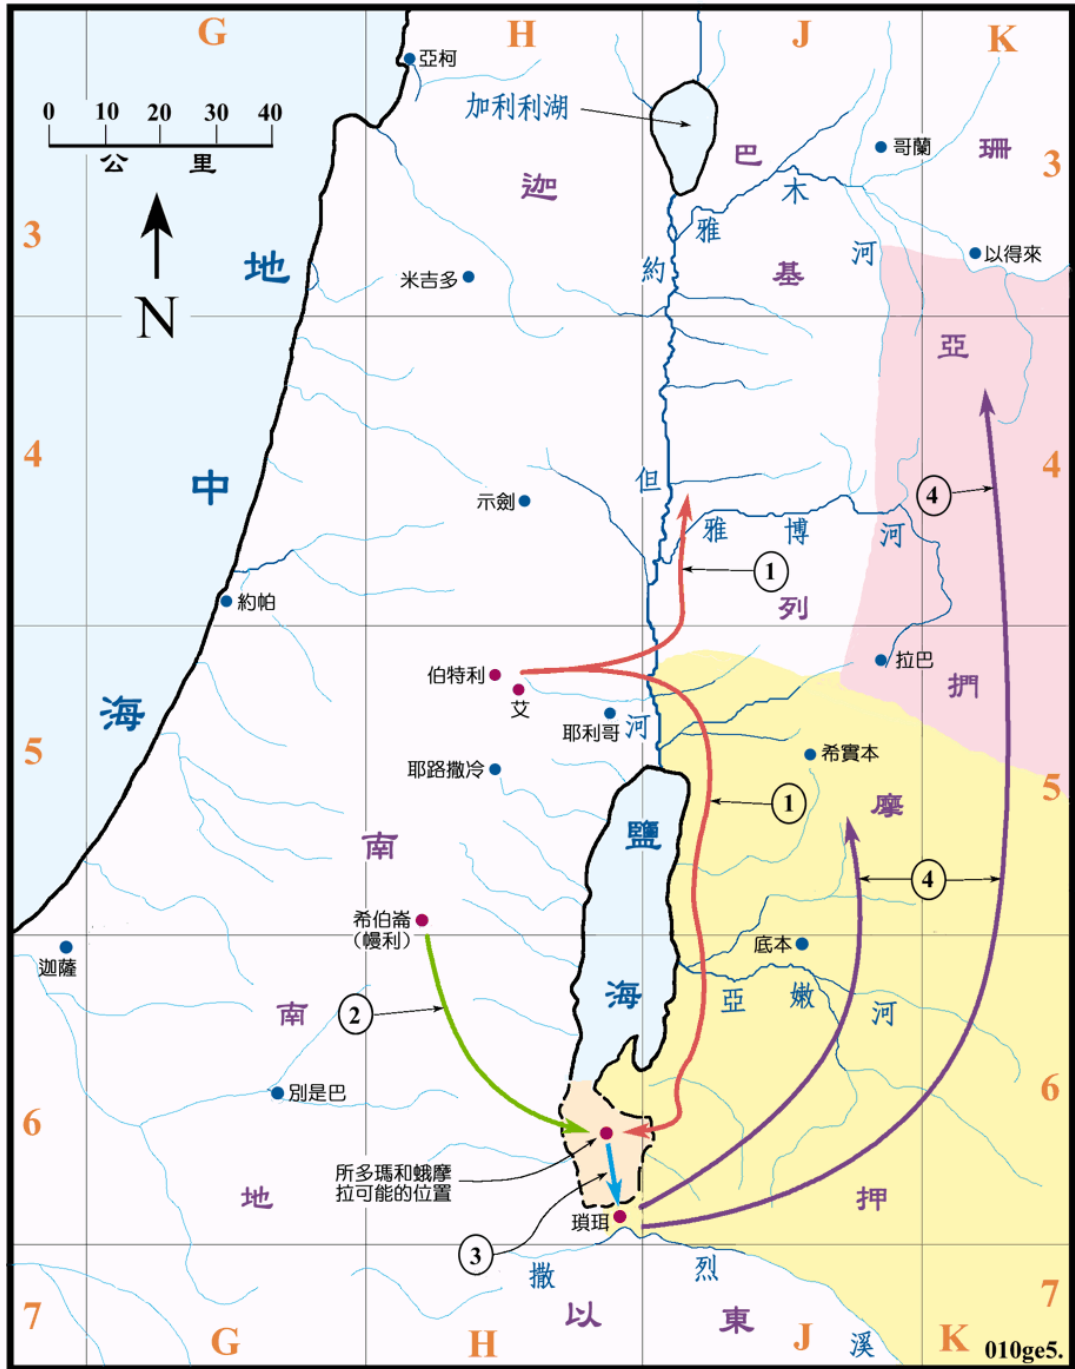 G
H
J
K
亞柯
0 10 20 30 40
公里
加利利湖
哥蘭
巴
珊
3
迦
木
雅
河
3
地
約
基
以得來
米吉多
N
亞
4
中
但
4
4
示劍
雅博河
1
列
約帕
拉巴
伯特利
艾
捫
海
耶利哥
河
5
希實本
耶路撒冷
5
1
摩
鹽
南
4
希伯崙
(幔利)
底本
迦薩
海
亞嫩河
南
2
別是巴
6
6
所多瑪和蛾摩
拉可能的位置
地
押
瑣珥
3
撒烈溪
7
以東
7
G
H
J
K
010ge5.